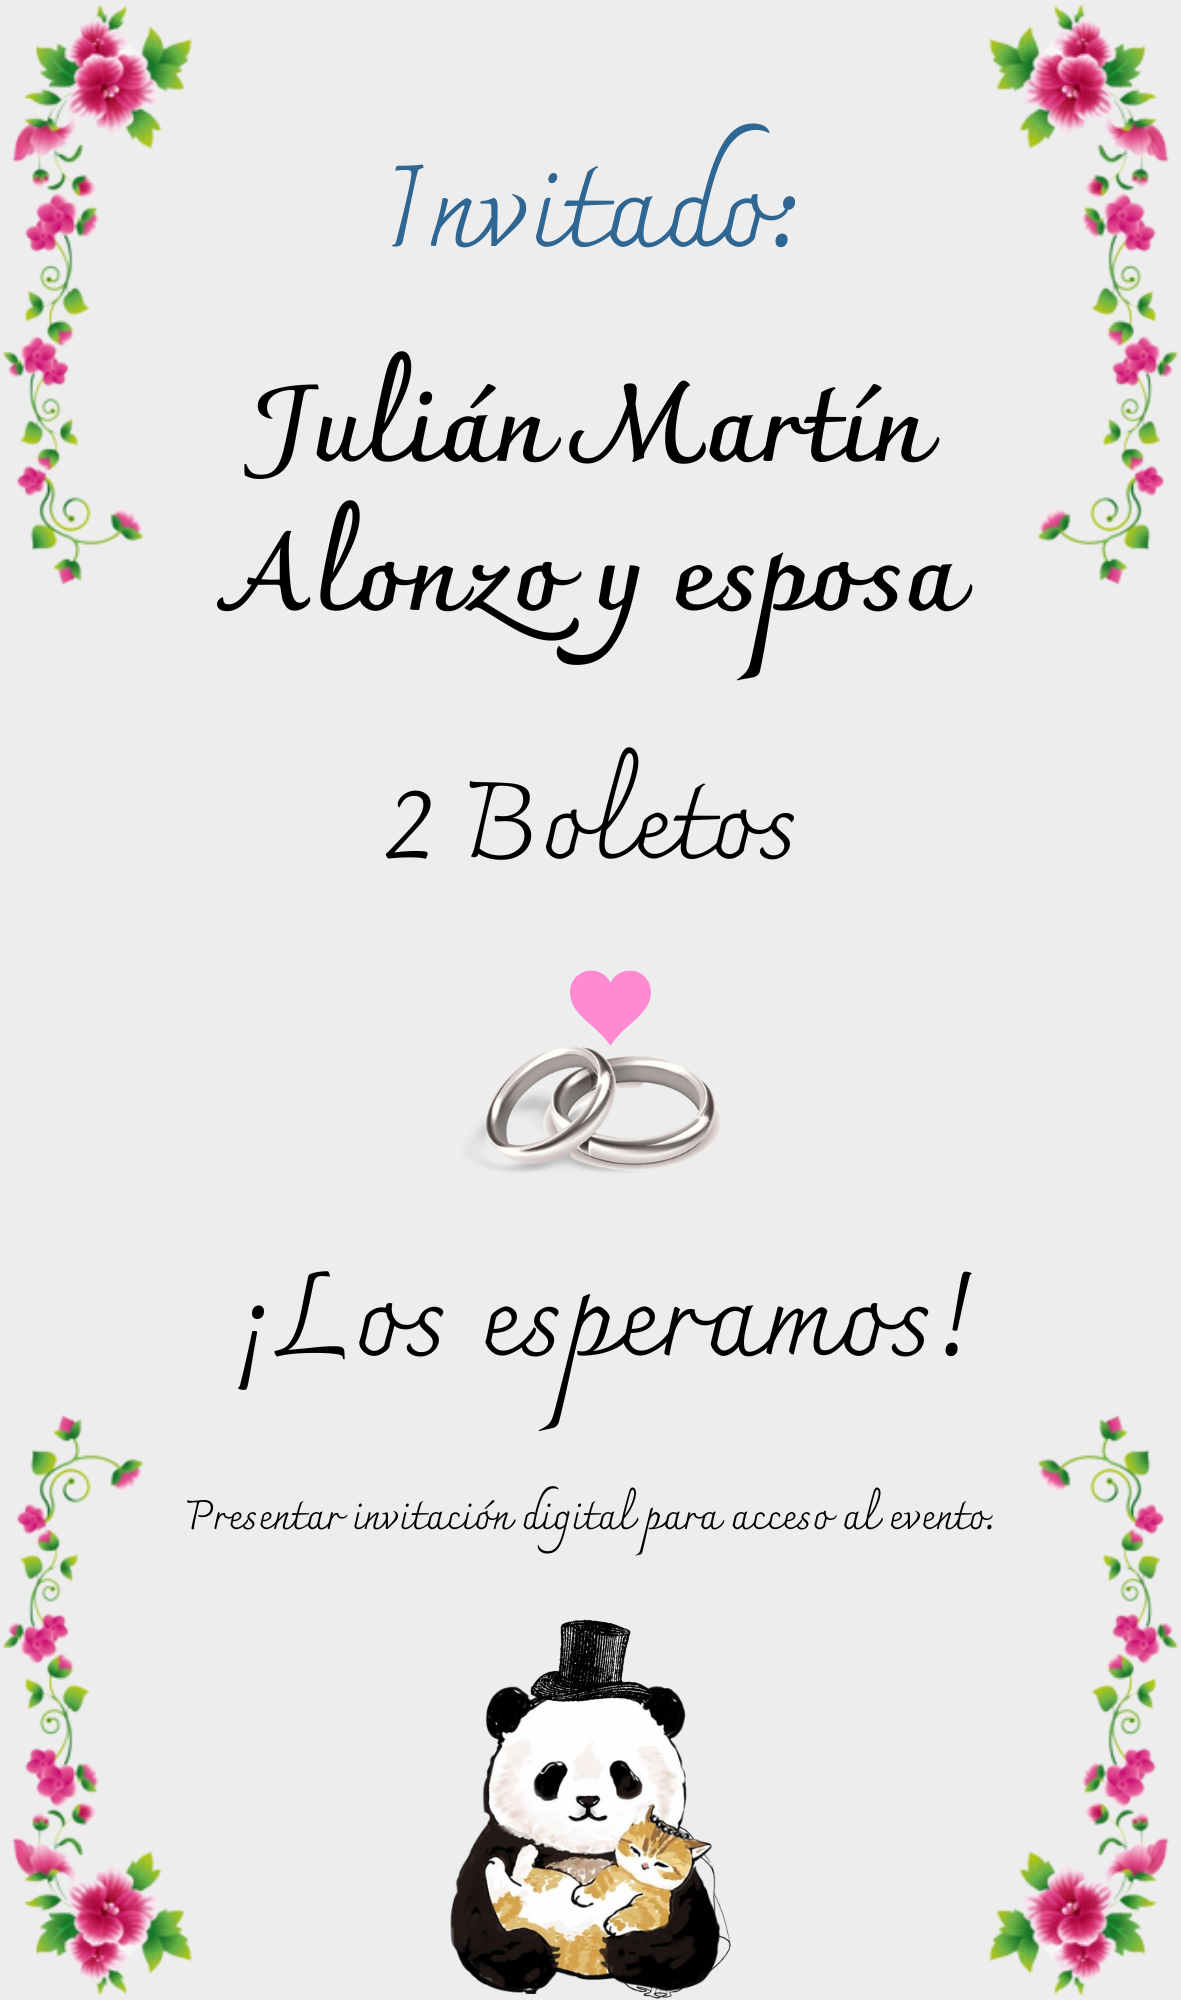 Invitado:
Julián Martín
Alonzo y esposa
2 Boletos
¡Los esperamos!
Presentar invitación digital para acceso al evento.